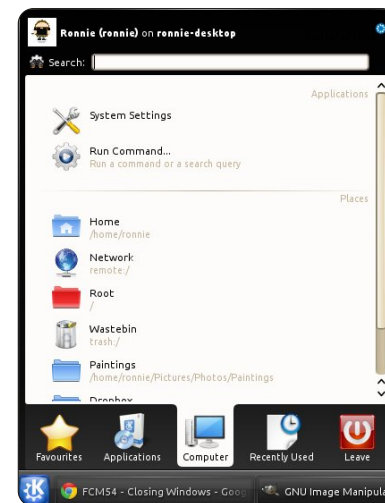 Ronnie (ronnie) on ronnie-desktop
Search:
Applications
System Settings
Run Command...
Run a command or a search query
Places
Home
/home/ronnie
Network
remote:/
Root
/
Wastebin
trash:/
Paintings
/home/ronnie/Pictures/Photos/Paintings
Dropbox
Favourites Applications Computer Recently Used Leave
FCM54 - Closing Windows - Goo GNU Image Manipula